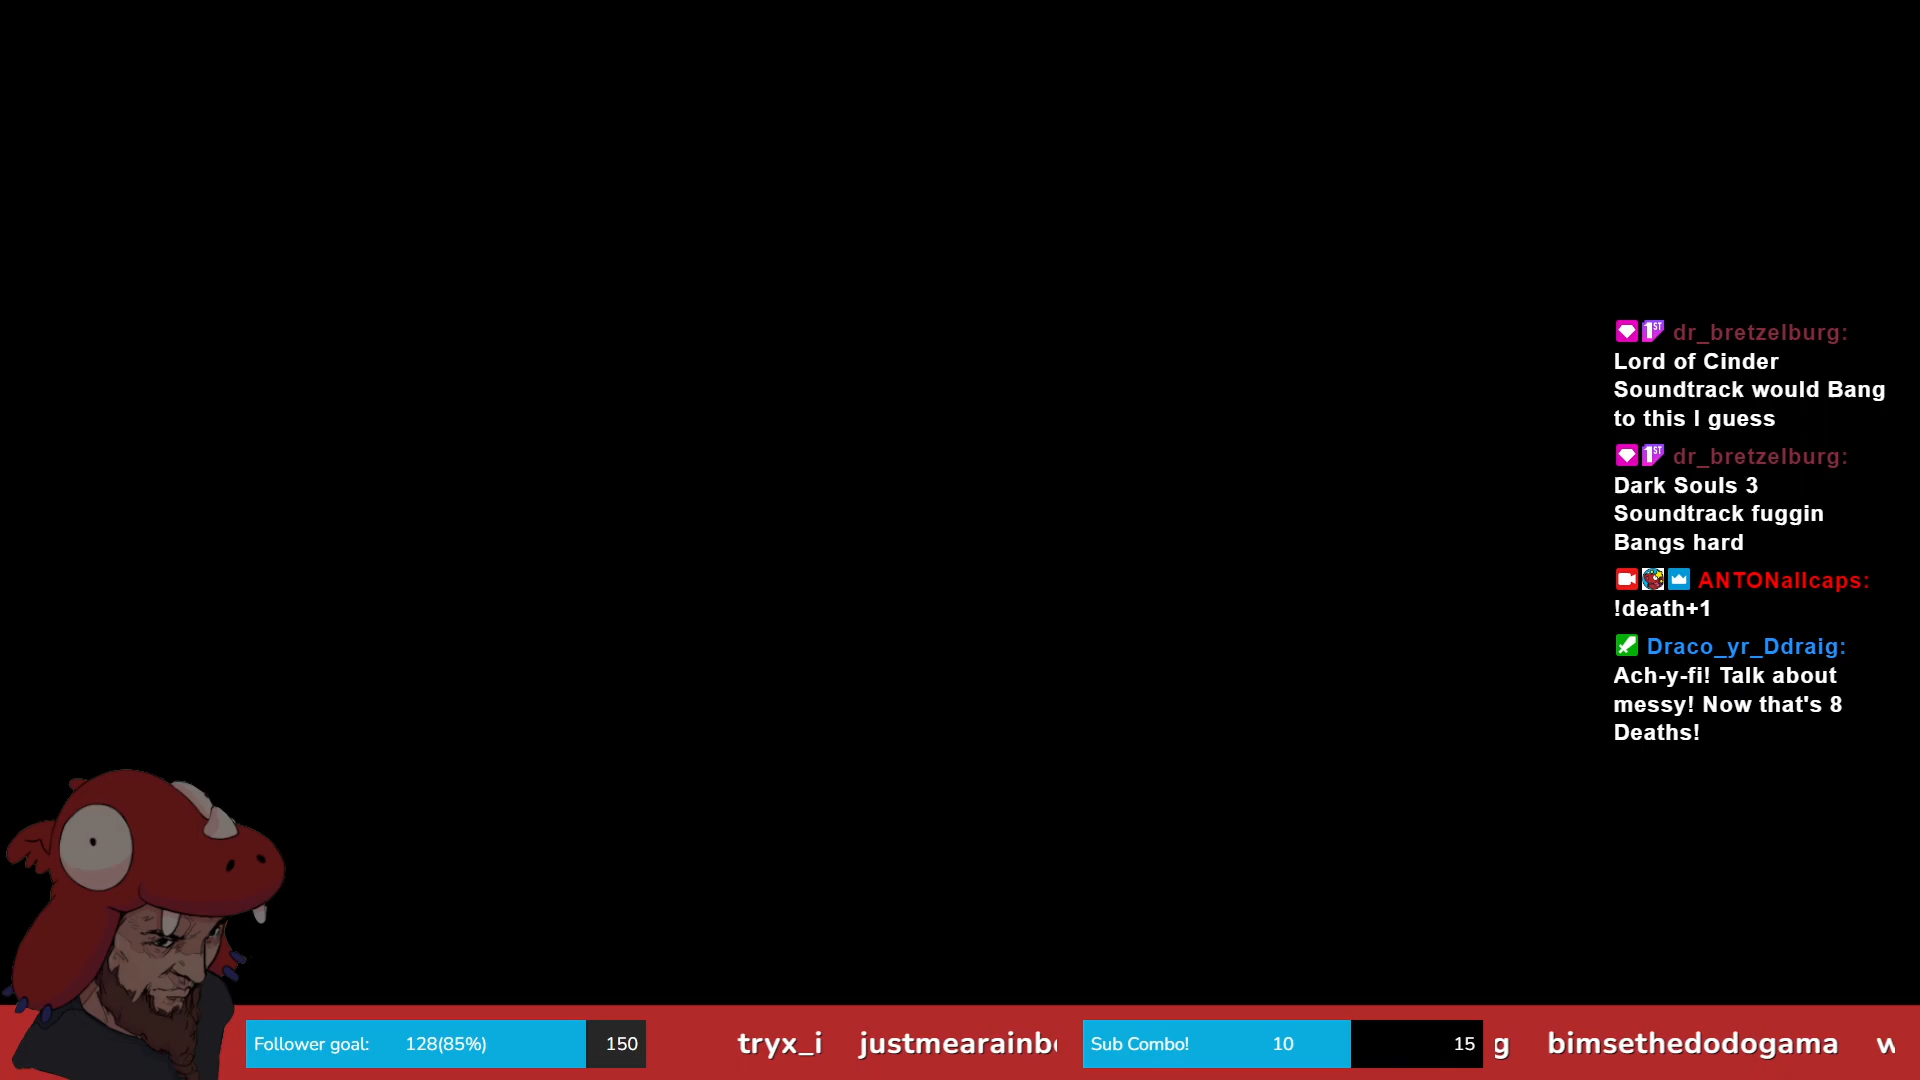 dr_bretzelburg:
Lord of Cinder
Soundtrack would Bang
to this I guess
dr_bretzelburg:
Dark Souls 3
Soundtrack fuggin
Bangs hard
ANTONallcaps:
!death+1
Draco_yr_Ddraig:
Ach-y-fi! Talk about
messy! Now that's 8
Deaths!
Follower goal: 128(85%) 150 tryx_i justmearainb Sub Combo! 10 15 g bimsethedodogama w